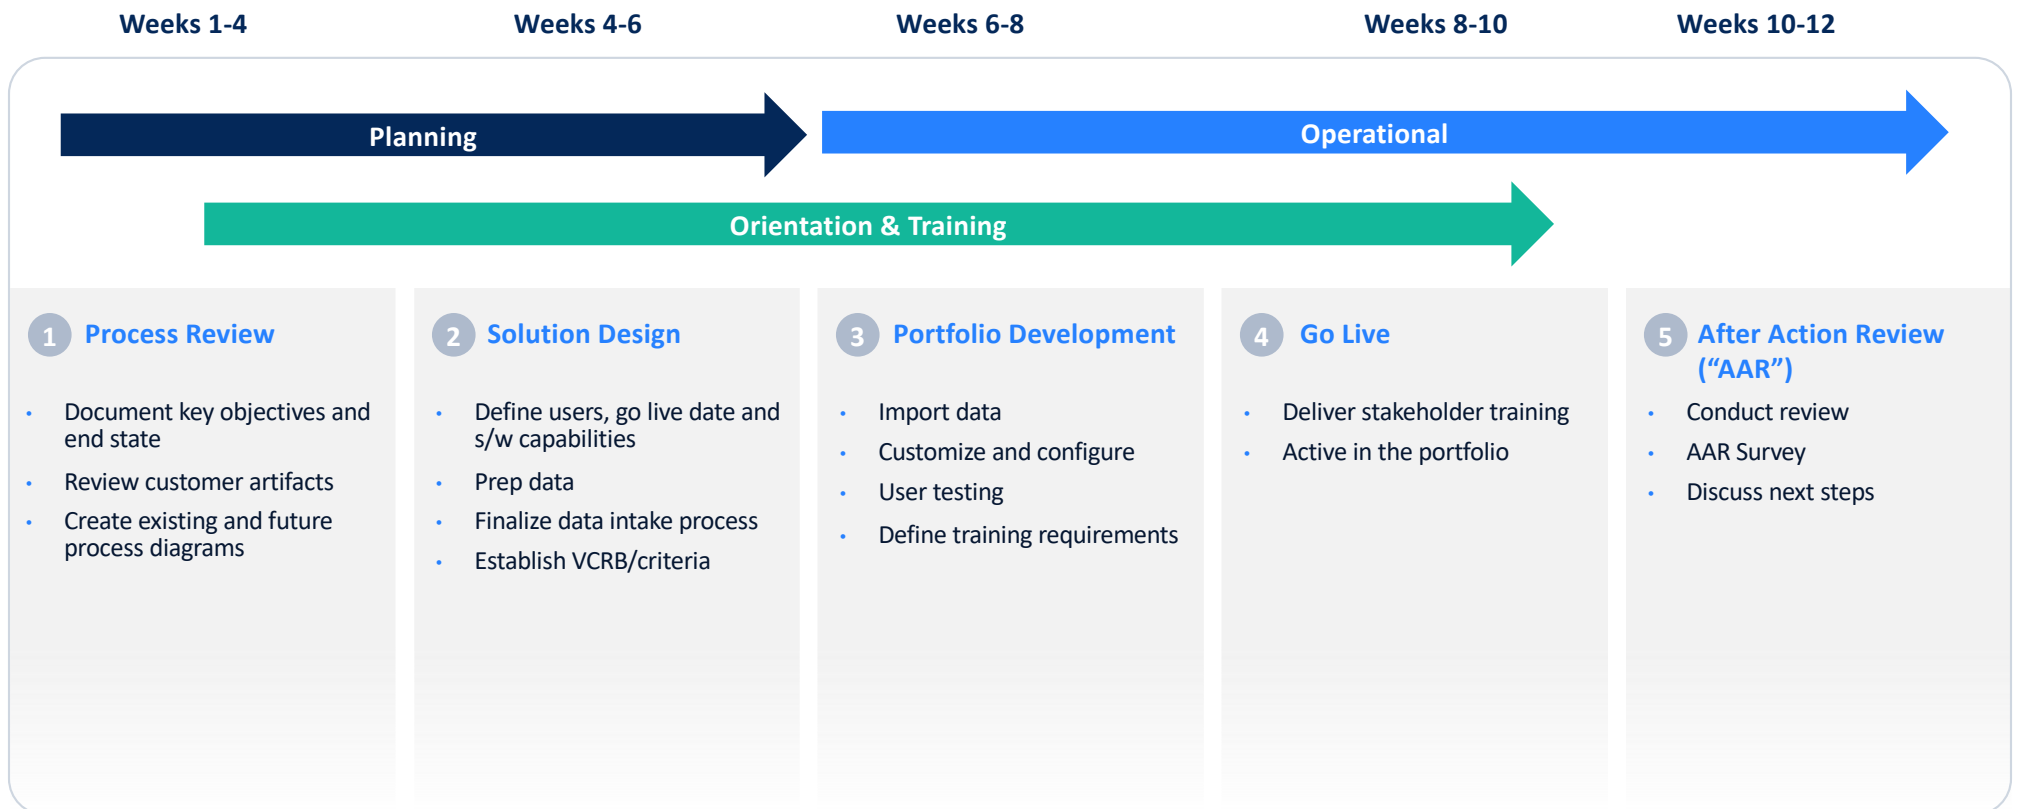 Weeks 1-4
Weeks 4-6
Weeks 6-8
Weeks 8-10
Weeks 10-12
Planning
Operational
Orientation & Training
1 Process Review
• Document key objectives and
end state
• Review customer artifacts
• Create existing and future
process diagrams
2 Solution Design
• Define users, go live date and
s/w capabilities
• Prep data
• Finalize data intake process
• Establish VCRB/criteria
3 Portfolio Development
• Import data
• Customize and configure
• User testing
• Define training requirements
4 Go Live
• Deliver stakeholder training
• Active in the portfolio
5 After Action Review
(“AAR”)
• Conduct review
• AAR Survey
• Discuss next steps